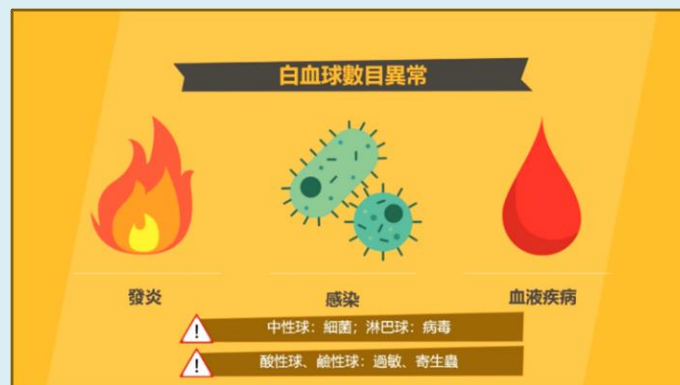 白血球數目異常
發炎
感染
血液疾病
中性球：細菌；淋巴球：病毒
酸性球、鹼性球：過敏、寄生蟲